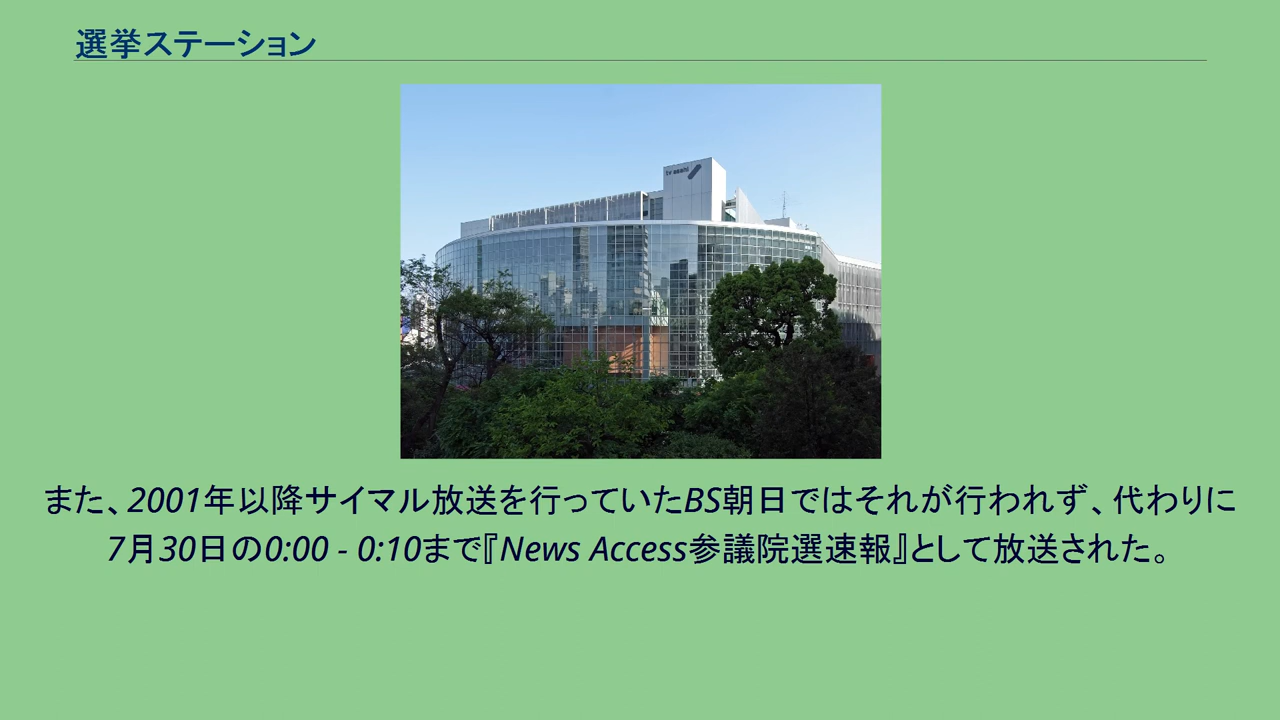 選挙ステーション
tv asahi
また、2001年以降サイマル放送を行っていたBS朝日ではそれが行われず、代わりに
7月30日の0:00 - 0:10まで『News Access参議院選速報』として放送された。